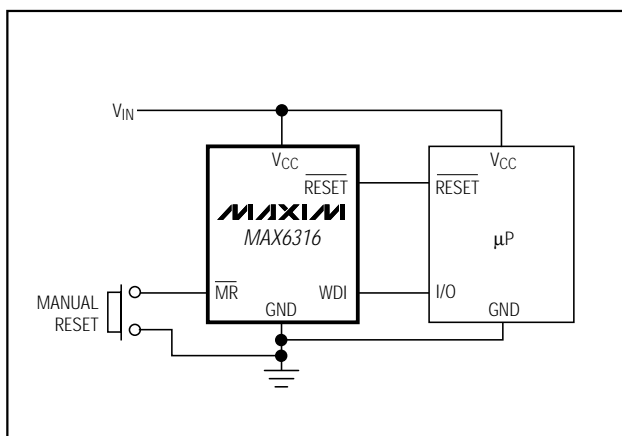 VIN
VCC
RESET
MAXIM
MAX6316
MR
WDI
GND
MANUAL
RESET
VCC
RESET
μP
I/O
GND